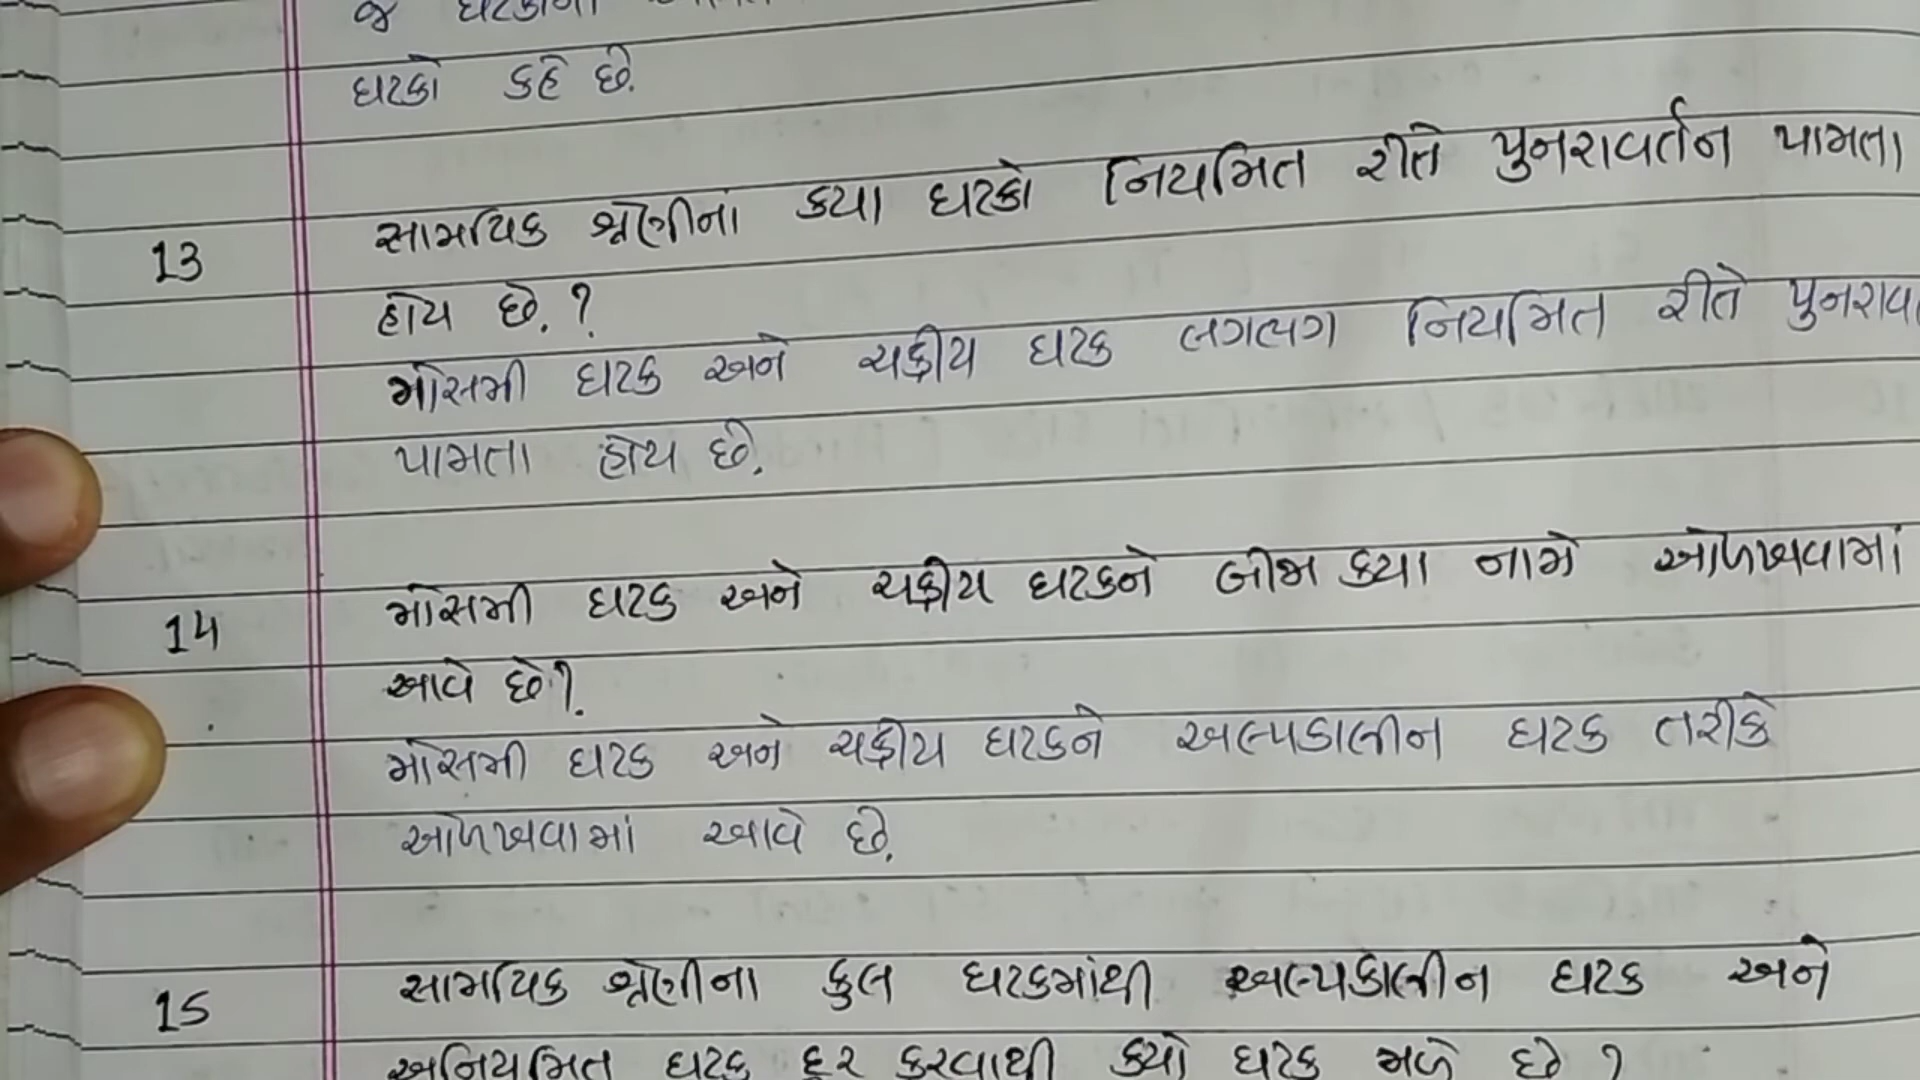 જ ઘટકોના
ઘટકો કહે છે.
13 સામયિક શ્રેણીનાં કયા ઘટકો નિયમિત રીતે પુનરાવર્તન પામતા
હોય છે.?
મોસમી ઘટક અને ચક્રીય ઘટક લગભગ નિયમિત રીતે પુનરાવ
પામતા હોય છે.
14 મોસમી ઘટક અને ચક્રીય ઘટકને બીજા કયા નામે ઓળખવામાં
આવે છે?.
મોસમી ઘટક અને ચક્રીય ઘટકને અલ્પકાલીન ઘટક તરીકે
ઓળખવામાં આવે છે.
15 સામયિક શ્રેણીના કુલ ઘટકમાંથી અલ્પકાલીન ઘટક અને
અનિયમિત ઘટક દૂર કરવાથી કયો ઘટક મળે છે ?